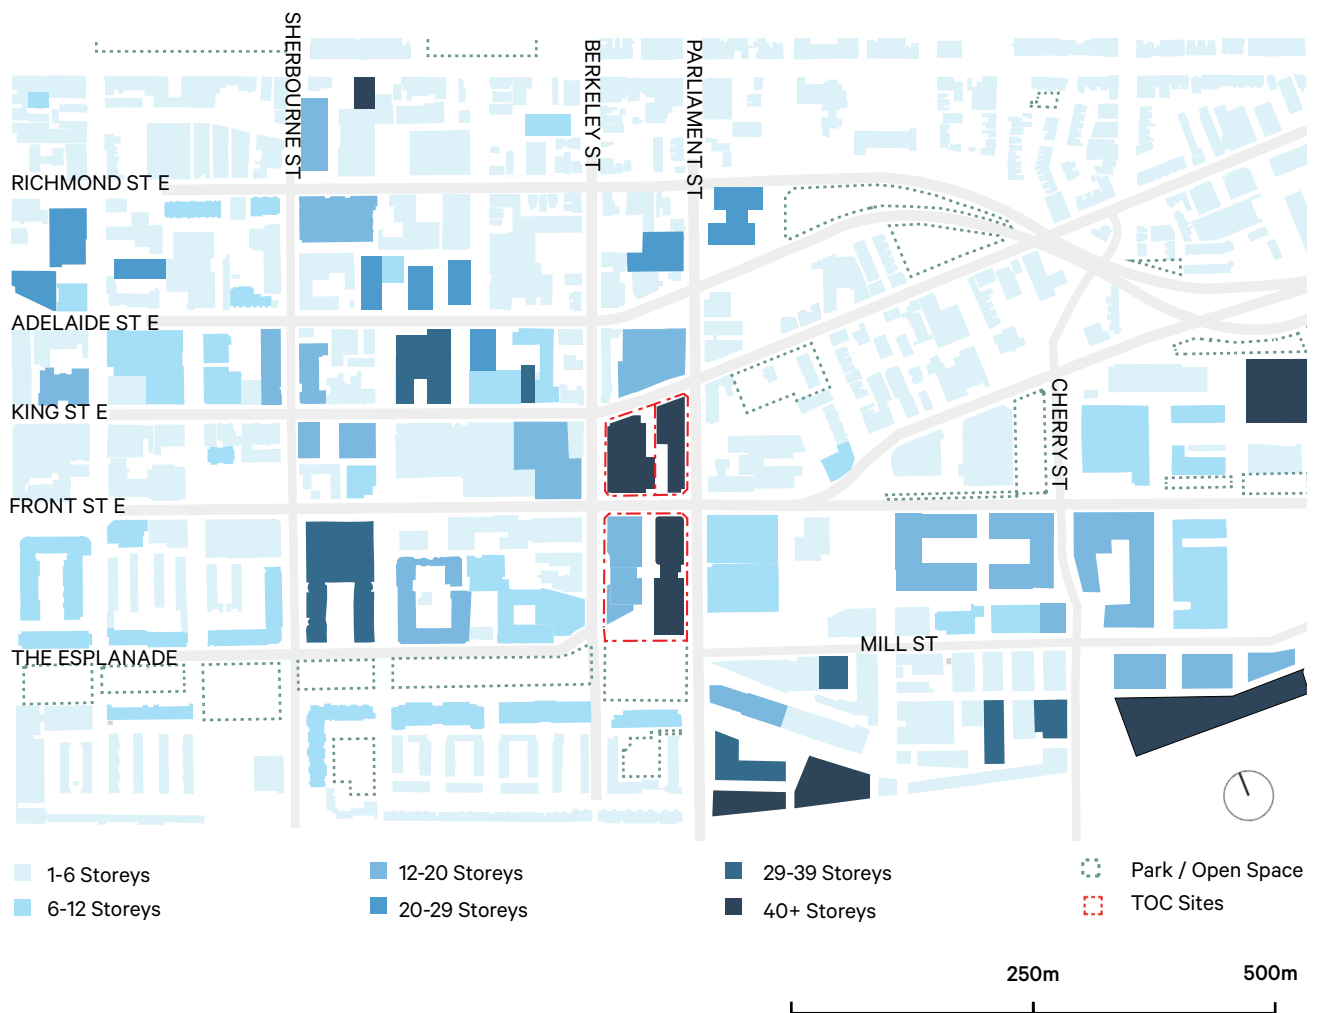 SHERBOURNE ST
BERKELEY ST
PARLIAMENT ST
RICHMOND ST E
ADELAIDE ST E
KING ST E
CHERRY ST
FRONT ST E
MILL ST
THE ESPLANADE
1-6 Storeys
12-20 Storeys
29-39 Storeys
Park / Open Space
6-12 Storeys
20-29 Storeys
40+ Storeys
TOC Sites
250m
500m